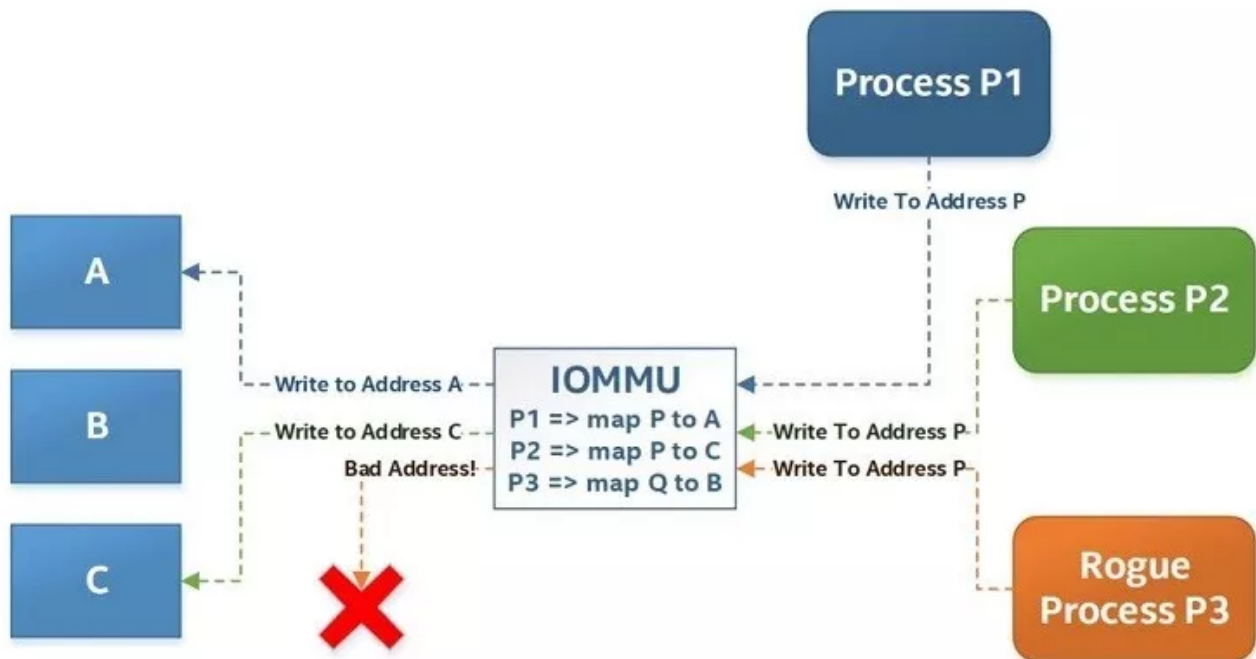 Process P1
Write To Address P
A
Process P2
IOMMU
P1 => map P to A
P2 => map P to C
P3 => map Q to B
Write to Address A
Write to Address C
Bad Address!
Write To Address P
Write To Address P
B
C
Rogue
Process P3